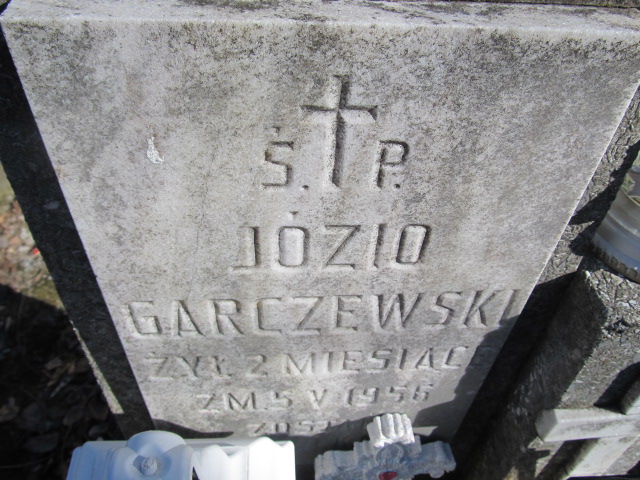 Ś. P.
JÓZIO
GARCZEWSKI
ŻYŁ 2 MIESIĄCE
ZM. 5 V 1956